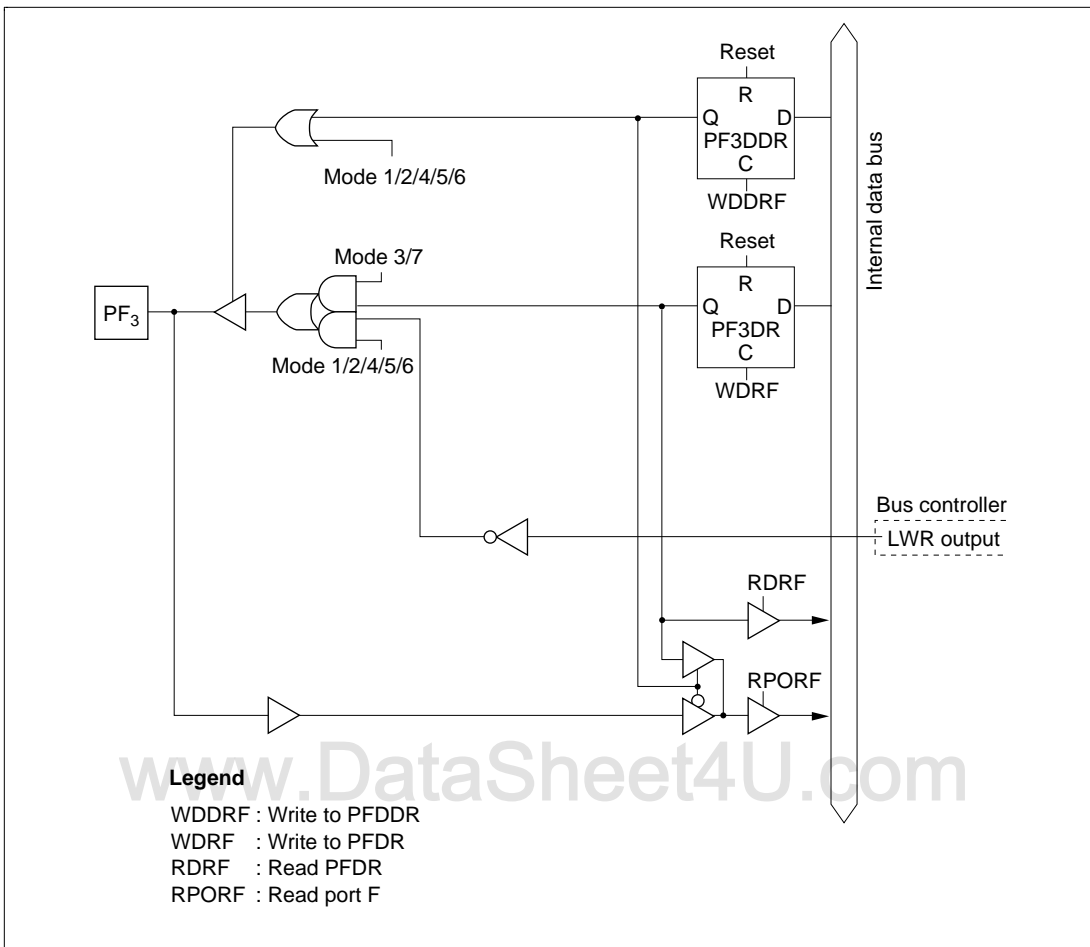 Reset
R
Q D
PF3DDR
C
WDDRF
Mode 1/2/4/5/6
Internal data bus
Reset
R
Q D
PF3DR
C
WDRF
Mode 3/7
PF3
Mode 1/2/4/5/6
Bus controller
LWR output
RDRF
RPORF
www.DataSheet4U.com
Legend
WDDRF : Write to PFDDR
WDRF : Write to PFDR
RDRF : Read PFDR
RPORF : Read port F